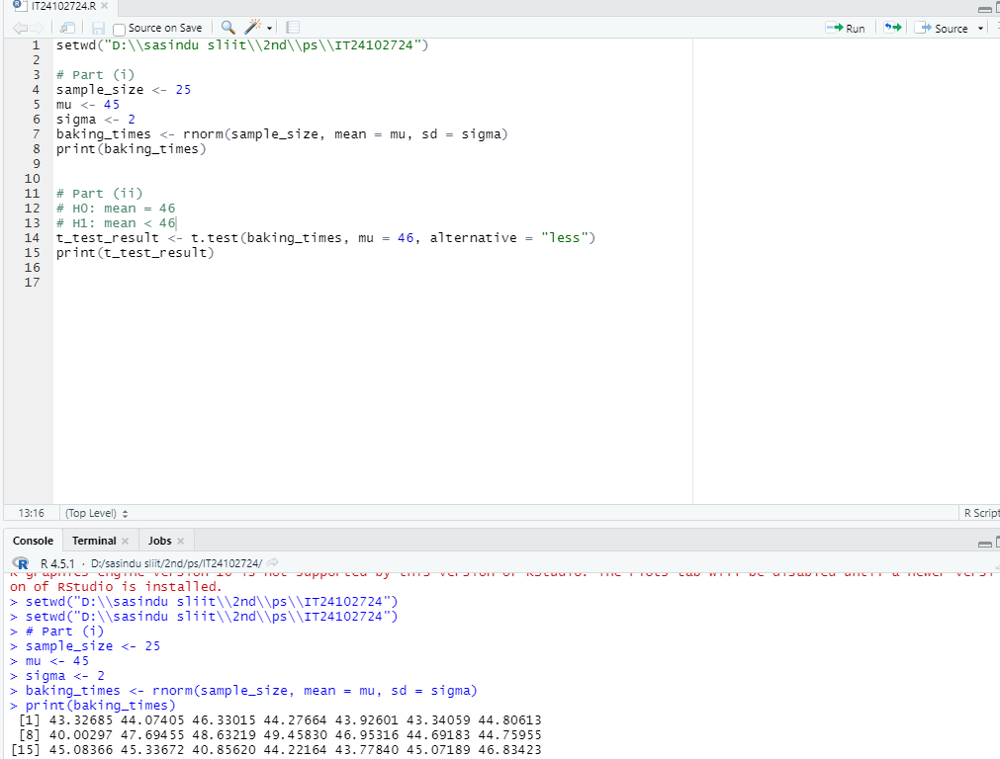 IT24102724.R
Source on Save
Run
Source
1 setwd("D:\\sasindu sliit\\2nd\\ps\\IT24102724")
2
3 # Part (i)
4 sample_size <- 25
5 mu <- 45
6 sigma <- 2
7 baking_times <- rnorm(sample_size, mean = mu, sd = sigma)
8 print(baking_times)
9
10
11 # Part (ii)
12 # H0: mean = 46
13 # H1: mean < 46
14 t_test_result <- t.test(baking_times, mu = 46, alternative = "less")
15 print(t_test_result)
16
17
13:16 (Top Level) R Script
Console Terminal Jobs
R 4.5.1 · D:/sasindu sliit/2nd/ps/IT24102724/
R graphics engine version 16 is not supported by this version of RStudio. The Plots tab will be disabled until a newer versi
on of RStudio is installed.
> setwd("D:\\sasindu sliit\\2nd\\ps\\IT24102724")
> setwd("D:\\sasindu sliit\\2nd\\ps\\IT24102724")
> # Part (i)
> sample_size <- 25
> mu <- 45
> sigma <- 2
> baking_times <- rnorm(sample_size, mean = mu, sd = sigma)
> print(baking_times)
[1] 43.32685 44.07405 46.33015 44.27664 43.92601 43.34059 44.80613
[8] 40.00297 47.69455 48.63219 49.45830 46.95316 44.69183 44.75955
[15] 45.08366 45.33672 40.85620 44.22164 43.77840 45.07189 46.83423